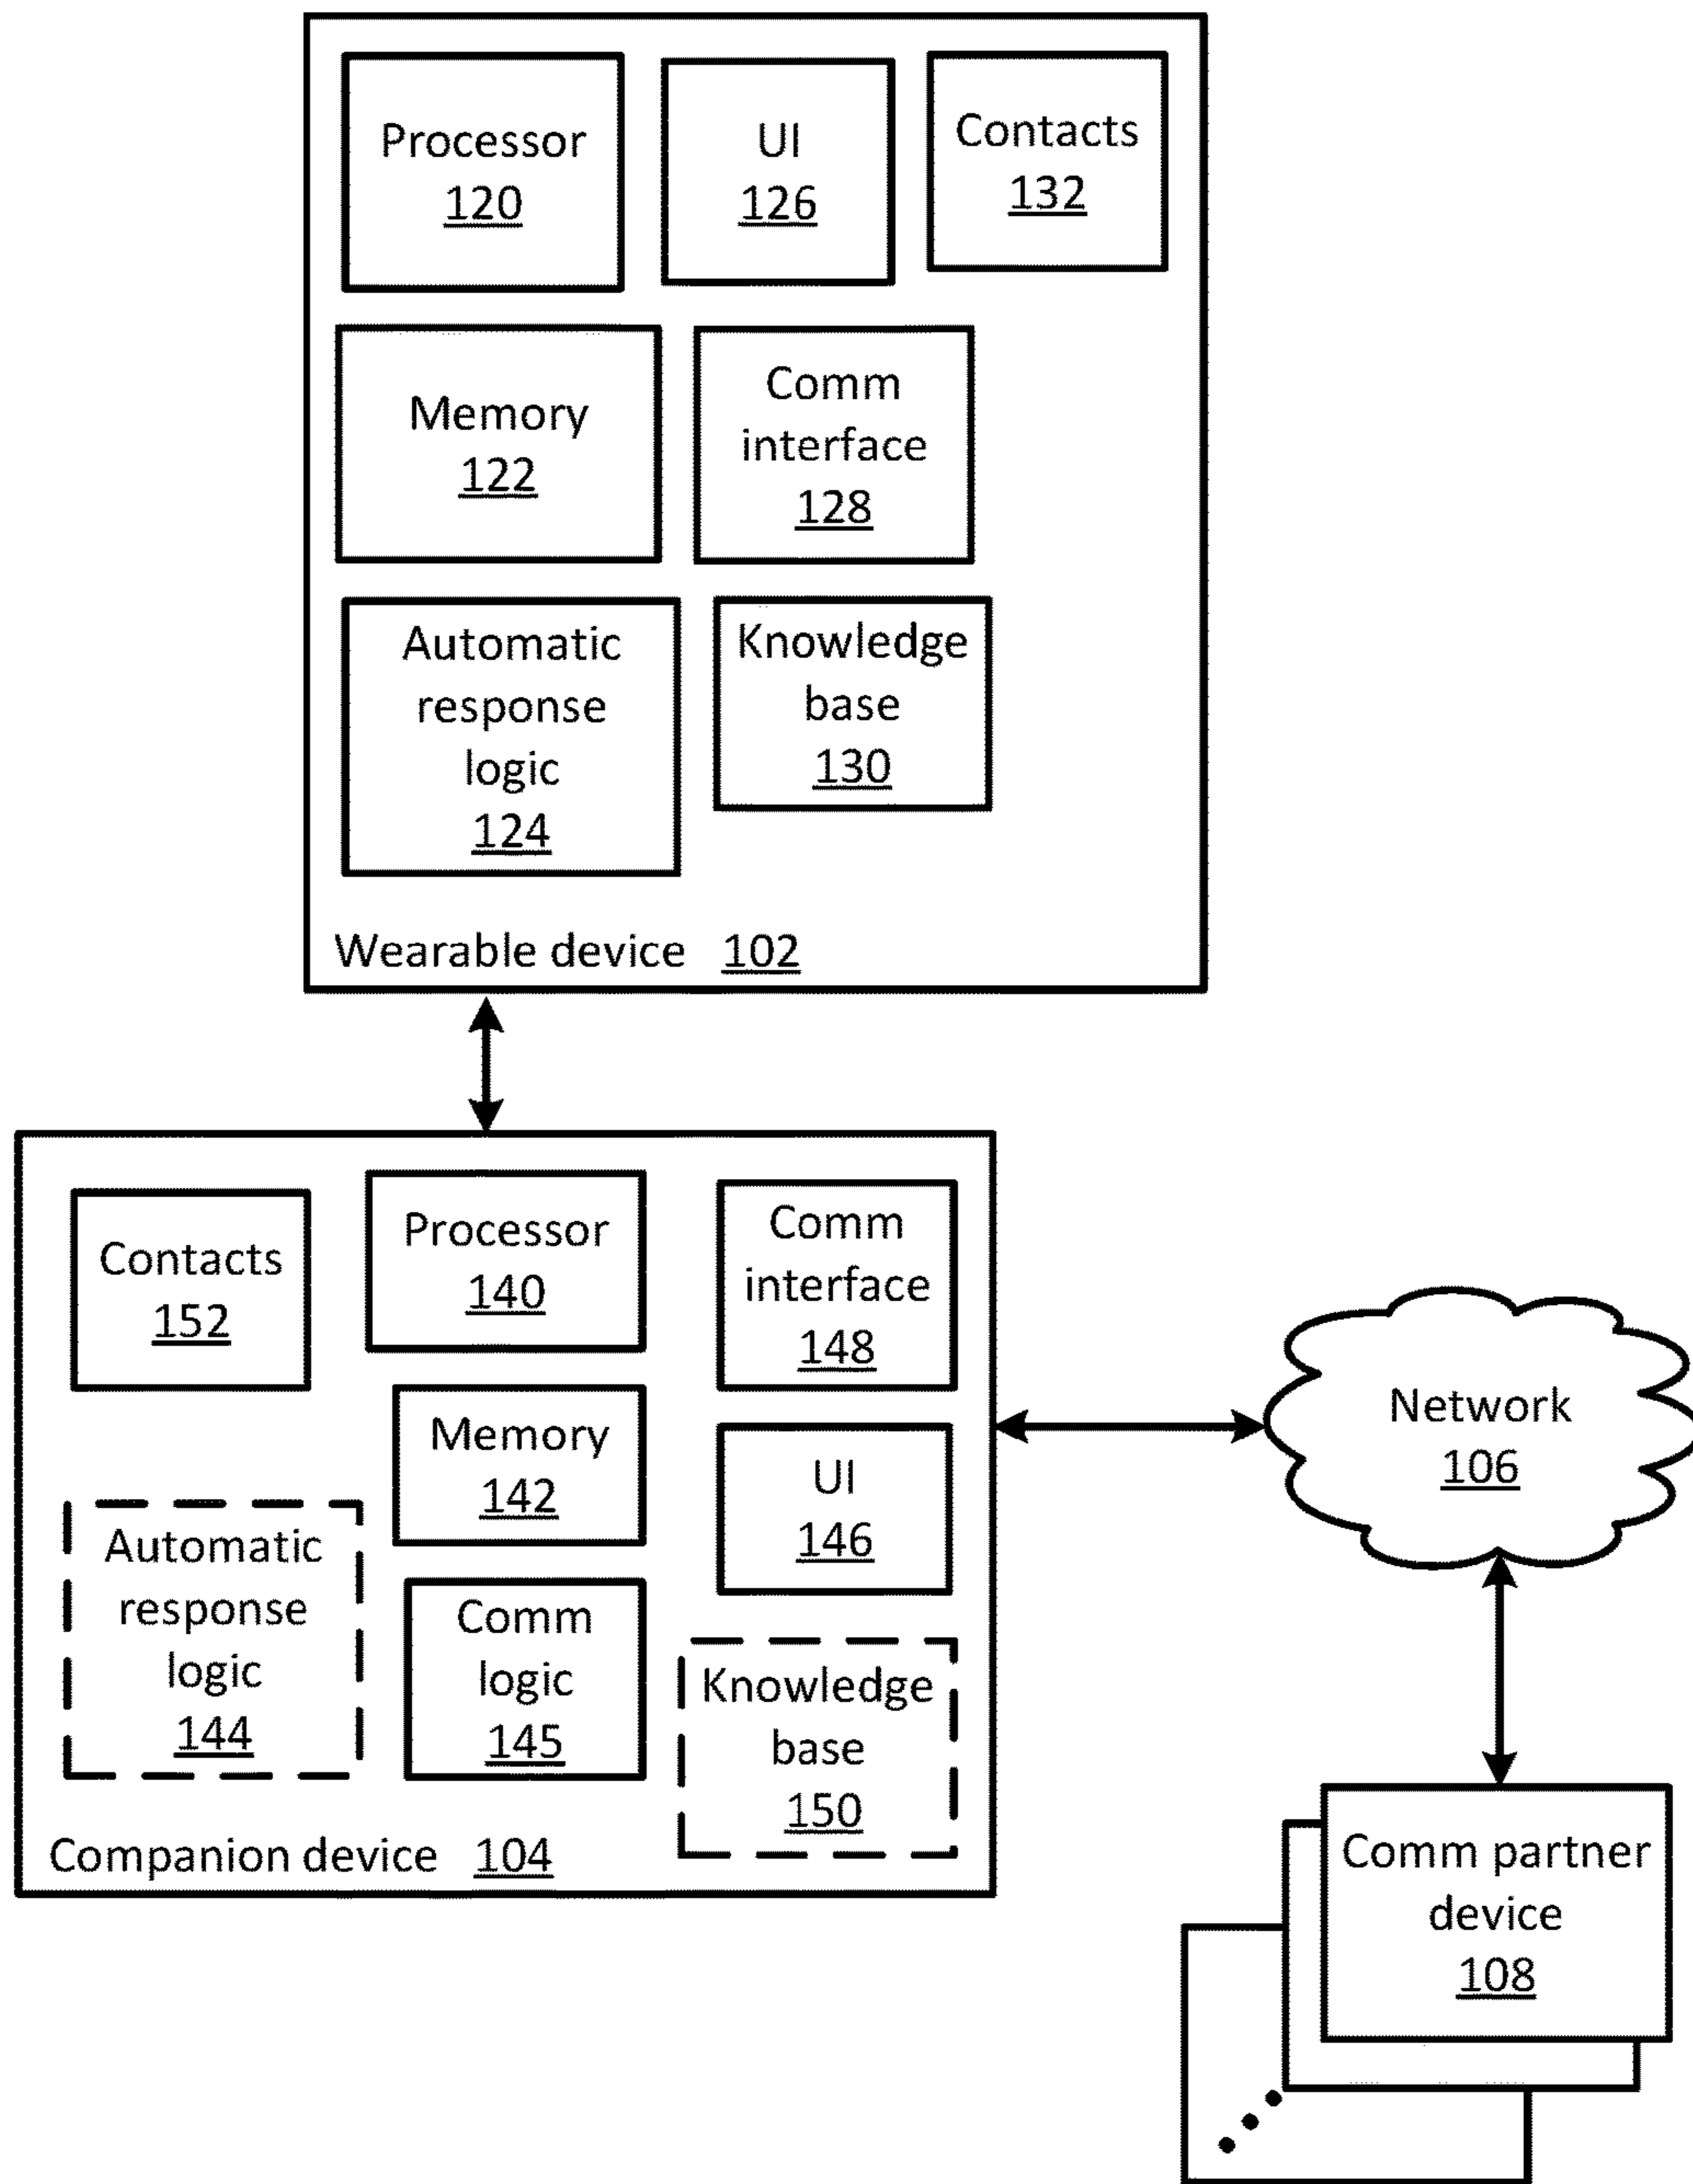 Processor
120
UI
126
Contacts
132
Memory
122
Comm
interface
128
Automatic
response
logic
124
Knowledge
base
130
Wearable device 102
Contacts
152
Processor
140
Comm
interface
148
Memory
142
UI
146
Automatic
response
logic
144
Comm
logic
145
Knowledge
base
150
Companion device 104
Network
106
Comm partner
device
108